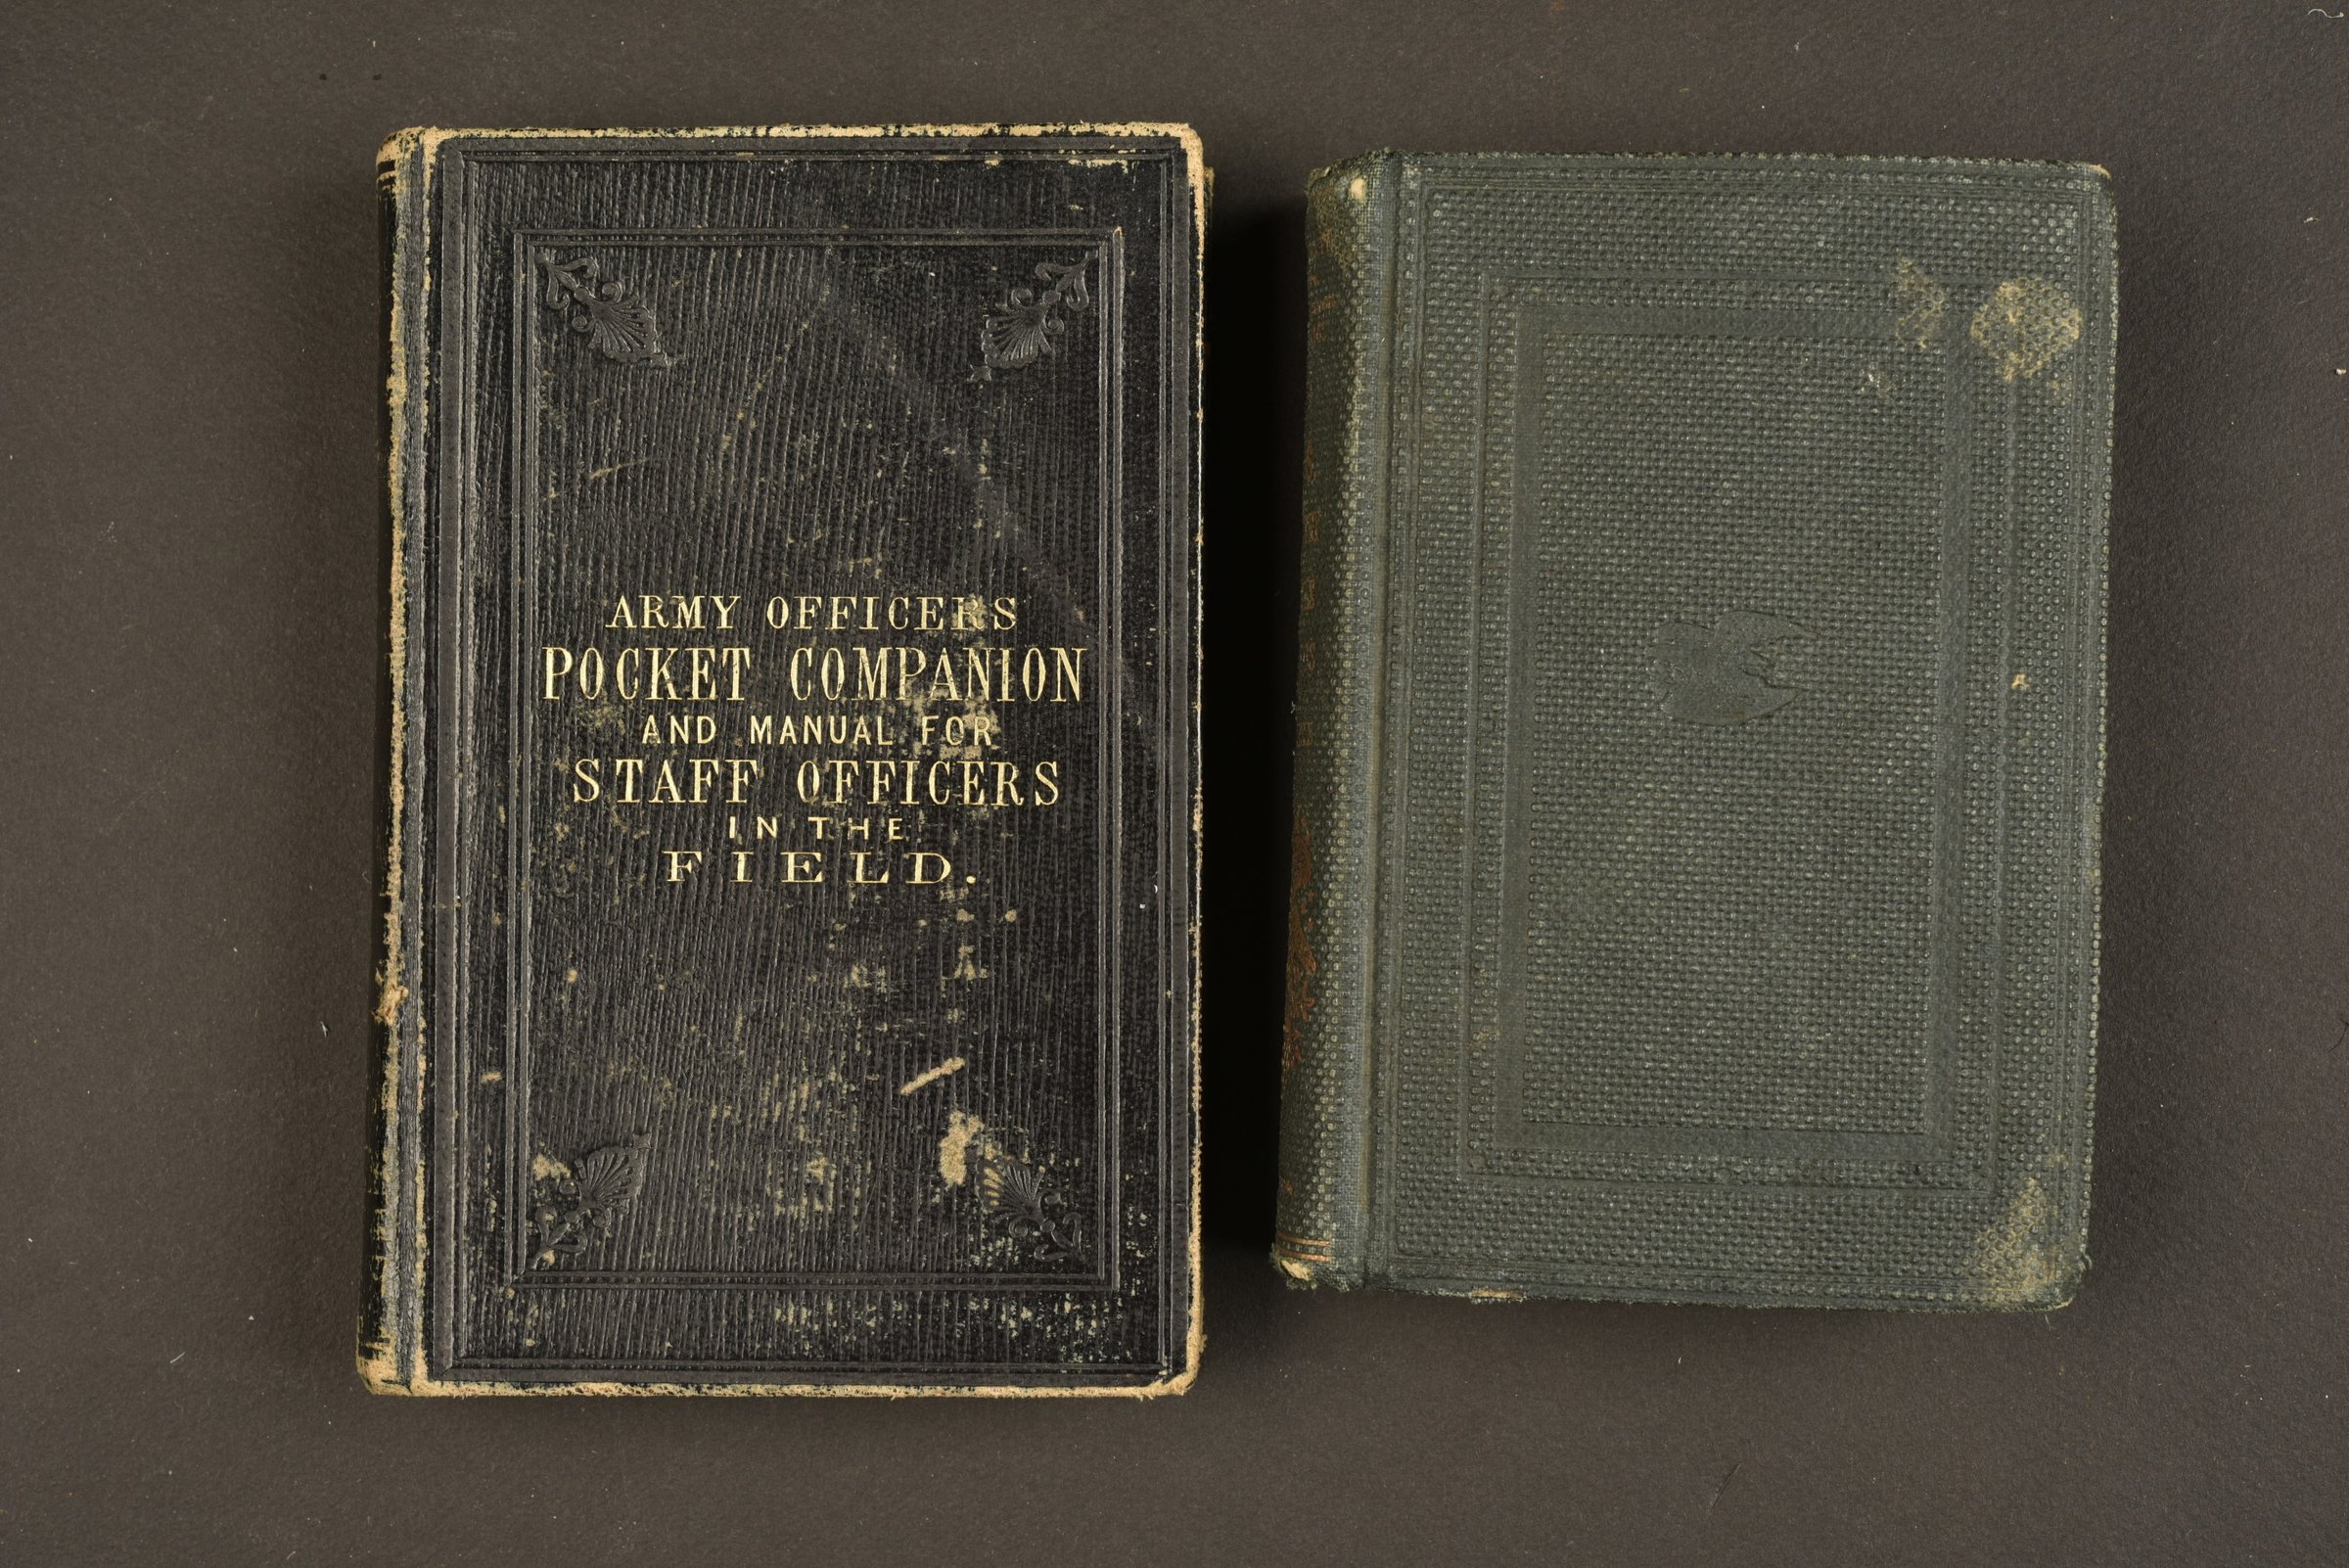 ARMY OFFICERS
POCKET COMPANION
AND MANUAL FOR
STAFF OFFICERS
IN THE
FIELD.